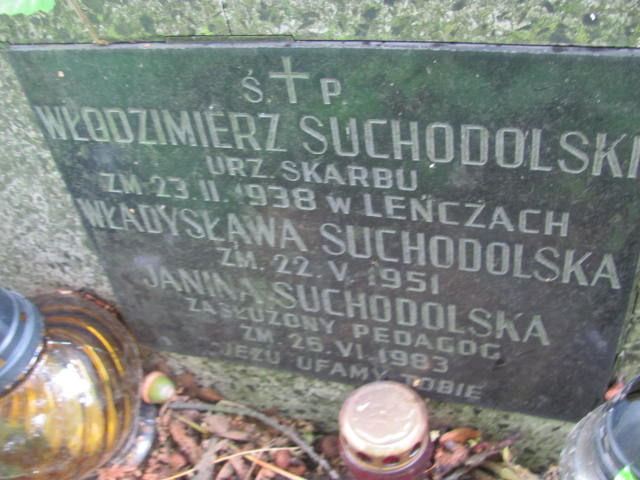 Ś P
WŁODZIMIERZ SUCHODOLSKI
URZ. SKARBU
ZM. 23. II. 1938 W LEŃCZACH
WŁADYSŁAWA SUCHODOLSKA
ZM. 22. V. 1951
JANINA SUCHODOLSKA
ZASŁUŻONY PEDAGOG
ZM. 25. VI. 1983
JEZU UFAMY TOBIE